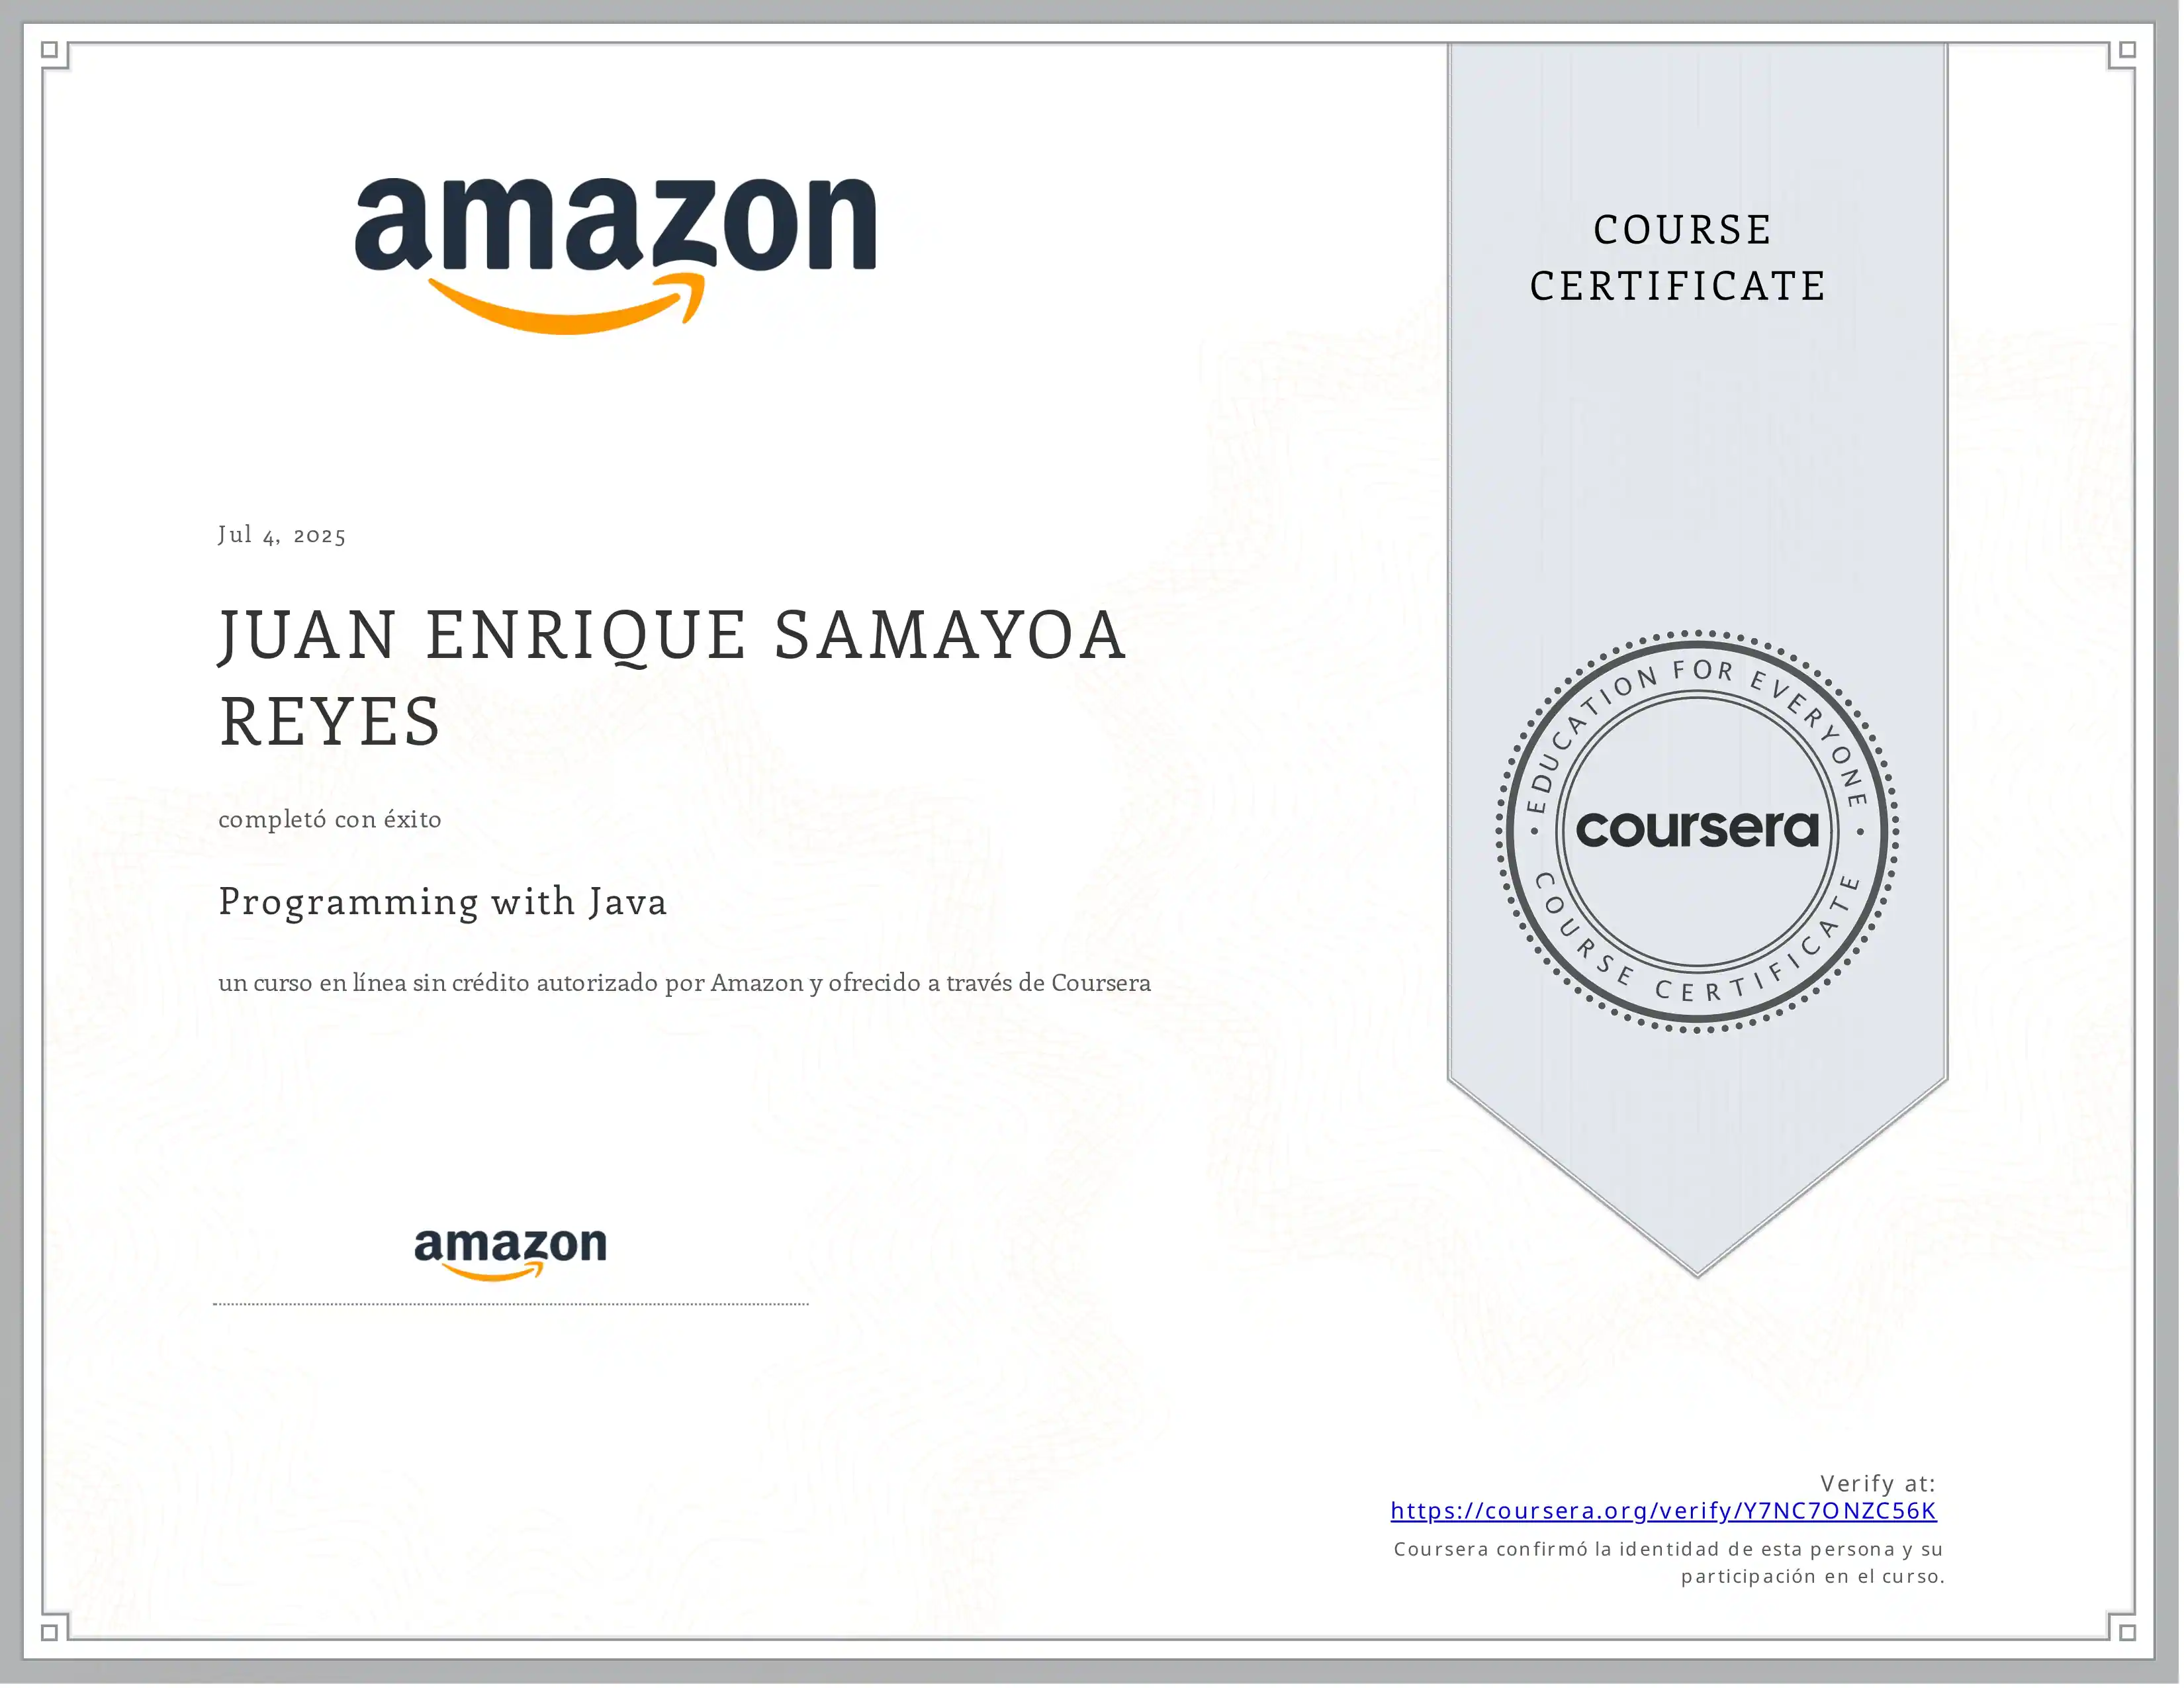 amazon
COURSE
CERTIFICATE
Jul 4, 2025
JUAN ENRIQUE SAMAYOA
REYES
completó con éxito
Programming with Java
un curso en línea sin crédito autorizado por Amazon y ofrecido a través de Coursera
EDUCATION FOR EVERYONE
coursera
COURSE CERTIFICATE
amazon
Verify at:
https://coursera.org/verify/Y7NC7ONZC56K
Coursera confirmó la identidad de esta persona y su
participación en el curso.